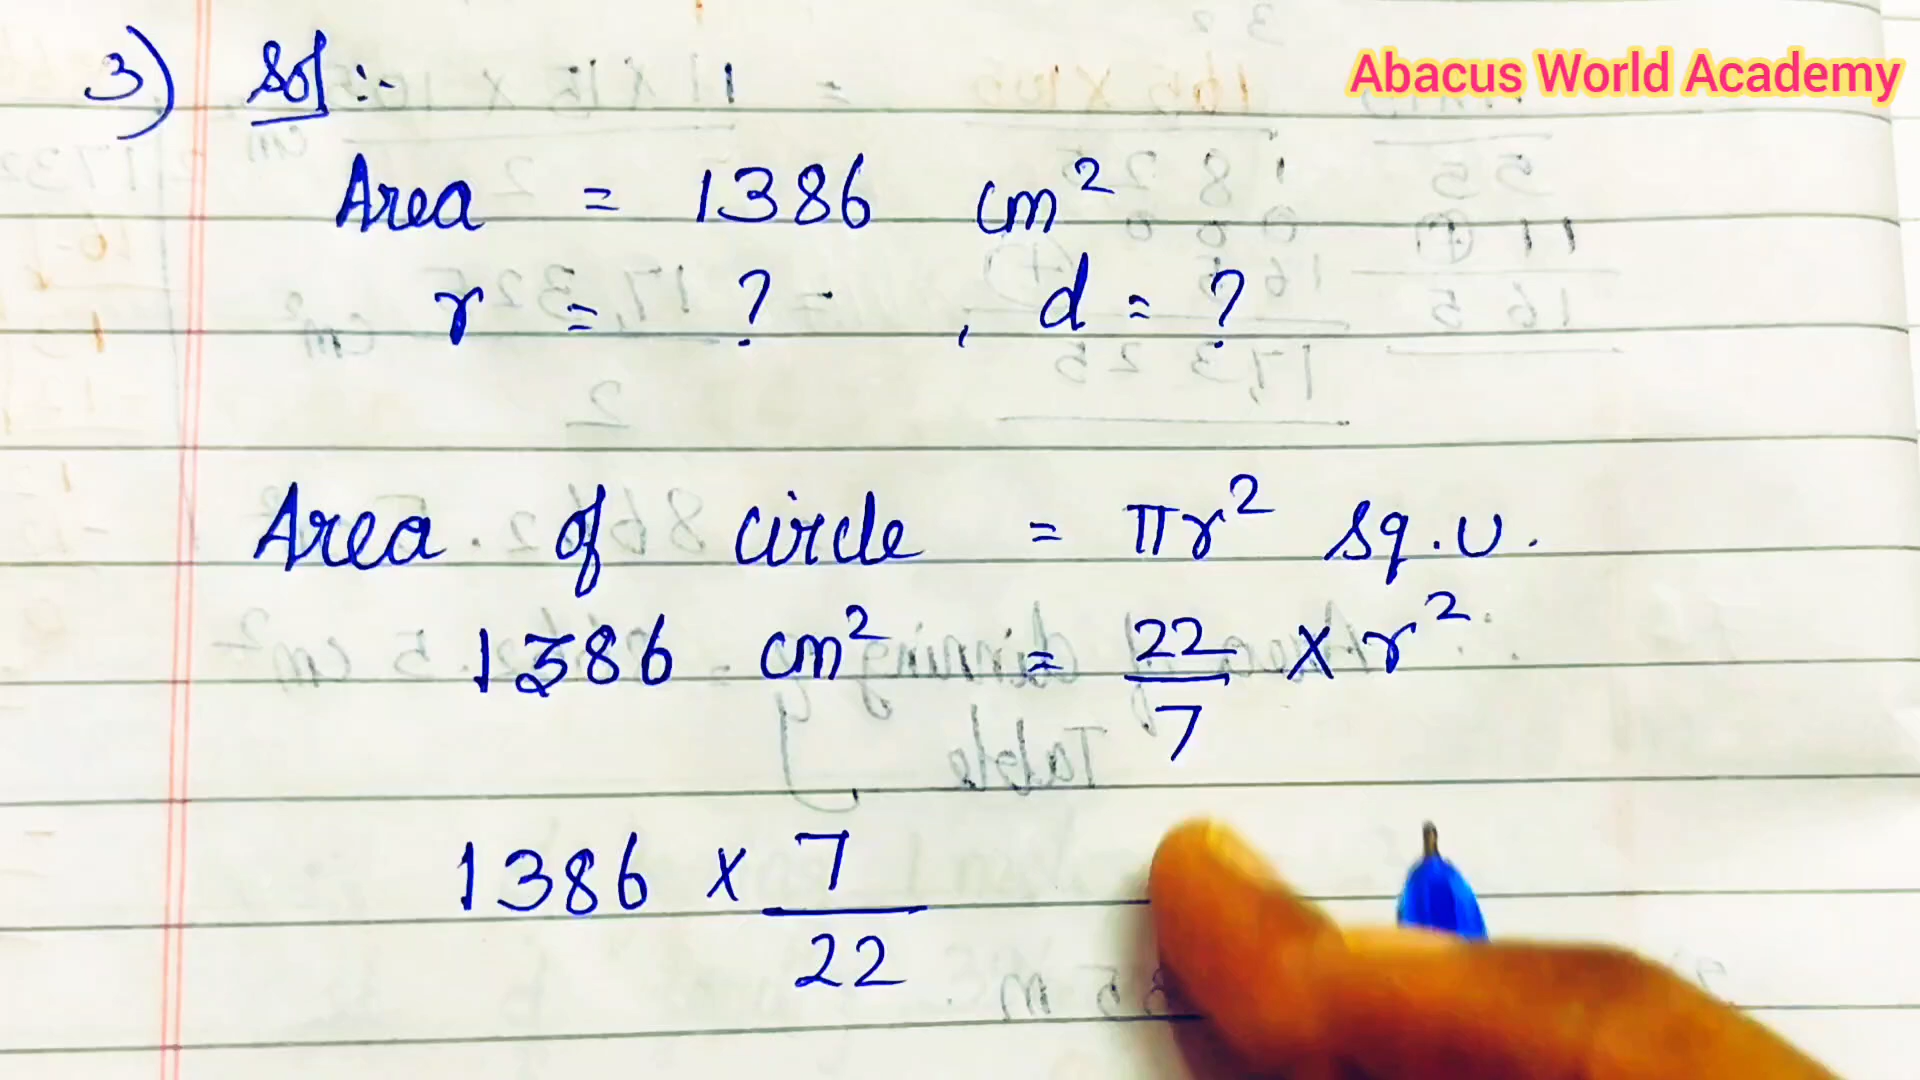 Abacus World Academy
3) Sol :-
Area = 1386 cm²
r = ? , d = ?
Area of circle = πr² sq.u.
1386 cm² = 22/7 × r²
1386 × 7/22